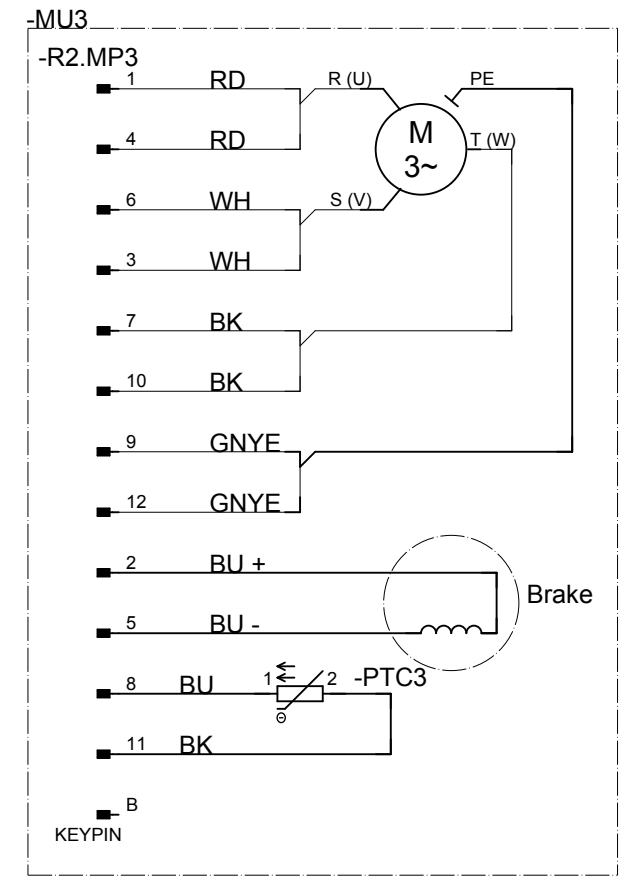 -MU3
-R2.MP3
1 RD R (U) PE
M
3~
4 RD T (W)
6 WH S (V)
3 WH
7 BK
10 BK
9 GNYE
12 GNYE
2 BU +
Brake
5 BU -
8 BU 1 2 -PTC3
Θ
11 BK
B
KEYPIN